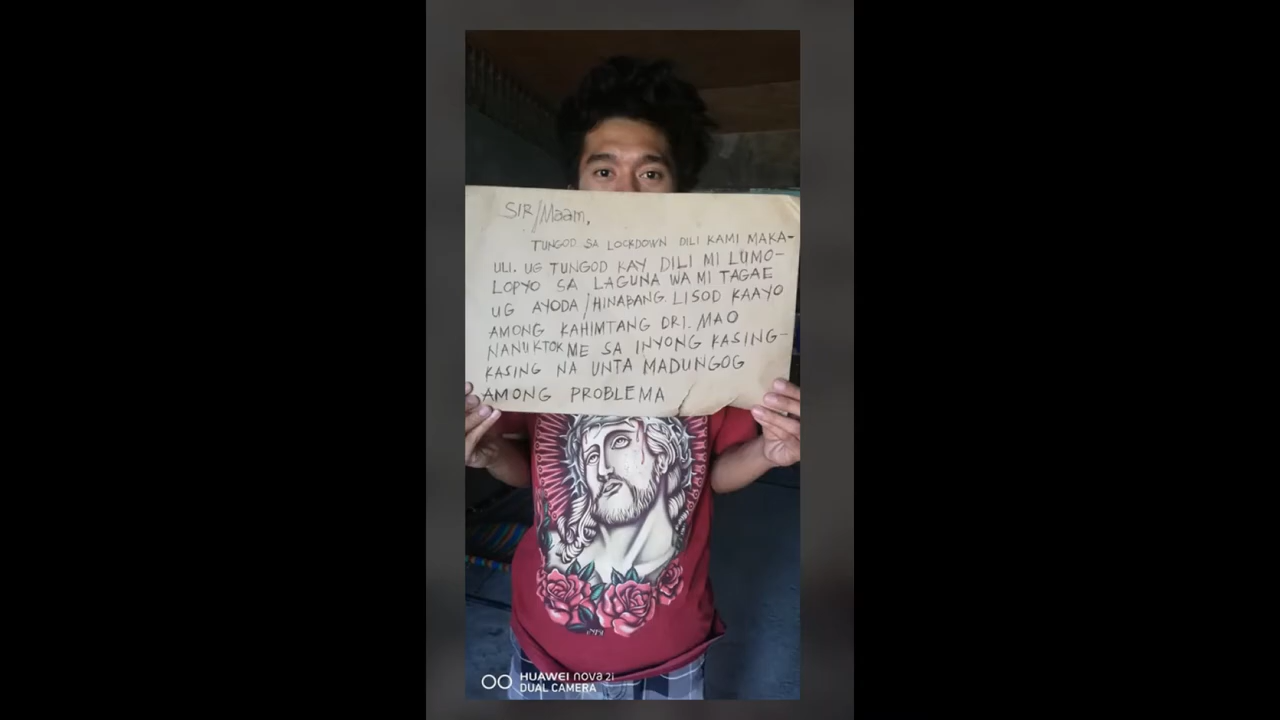 SIR/Maam,
TUNGOD SA LOCKDOWN DILI KAMI MAKA-
ULI. UG TUNGOD KAY DILI MI LUMO-
LOPYO SA LAGUNA WA MI TAGAE
UG AYODA/HINABANG. LISOD KAAYO
AMONG KAHIMTANG DRI. MAO
NANUKTOK ME SA INYONG KASING-
KASING NA UNTA MADUNGOG
AMONG PROBLEMA
HUAWEI nova 2i
DUAL CAMERA